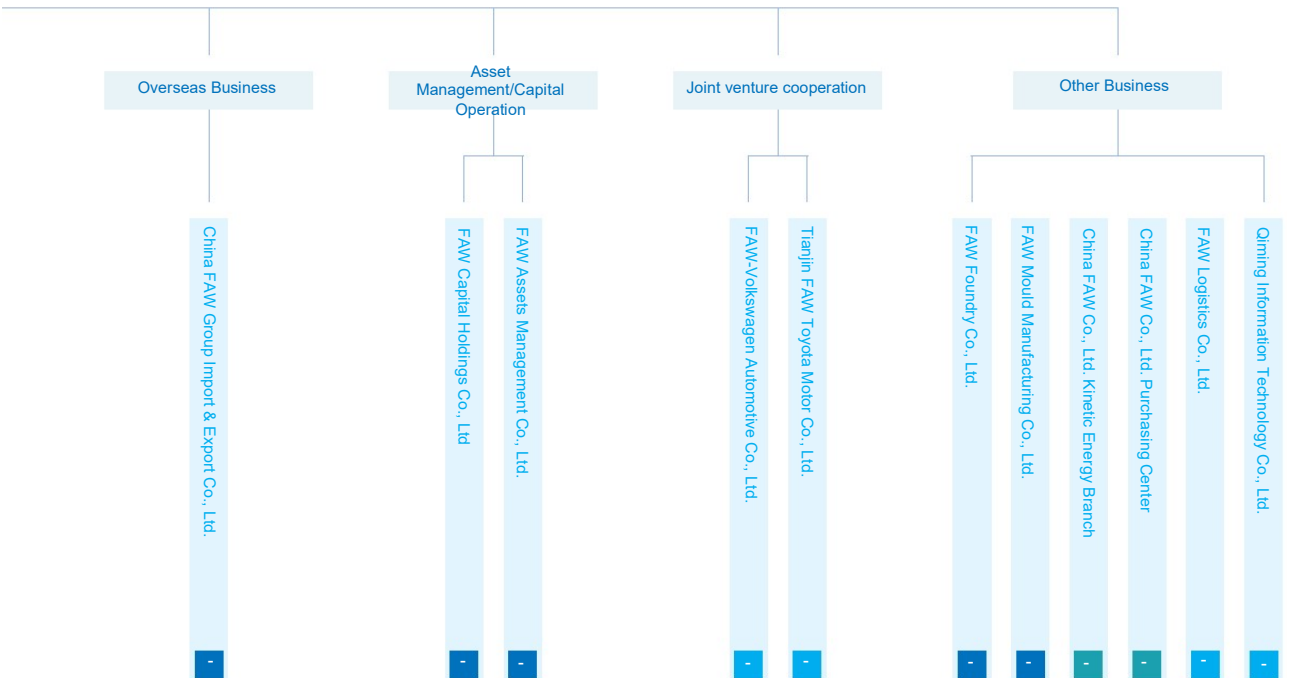 Overseas Business
Asset
Management/Capital
Operation
Joint venture cooperation
Other Business
China FAW Group Import & Export Co., Ltd.
FAW Capital Holdings Co., Ltd
FAW Assets Management Co., Ltd.
FAW-Volkswagen Automotive Co., Ltd.
Tianjin FAW Toyota Motor Co., Ltd.
FAW Foundry Co., Ltd.
FAW Mould Manufacturing Co., Ltd.
China FAW Co., Ltd. Kinetic Energy Branch
China FAW Co., Ltd. Purchasing Center
FAW Logistics Co., Ltd.
Qiming Information Technology Co., Ltd.
- - - - - - - - - - -